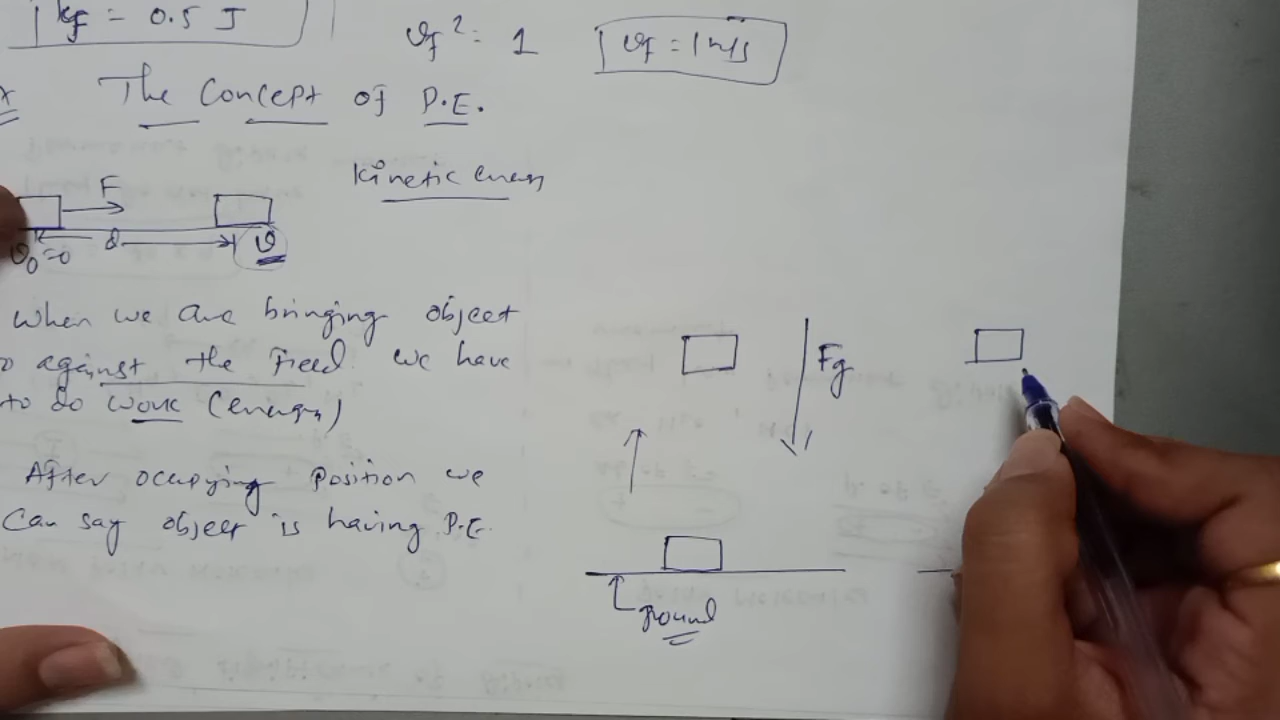 Kf = 0.5 J
vf² = 1
vf = 1 m/s
The Concept of P.E.
F
Kinetic energy
d
v
v0 = 0
When we are bringing object
against the Field we have
to do work (energy)
After occupying position we
Can say object is having P.E.
Fg
ground